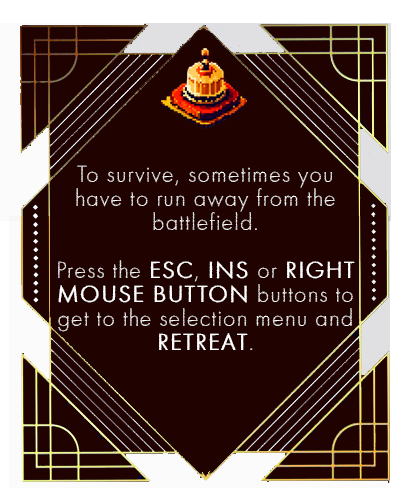 To survive, sometimes you
have to run away from the
battlefield.
Press the ESC, INS or RIGHT
MOUSE BUTTON buttons to
get to the selection menu and
RETREAT.